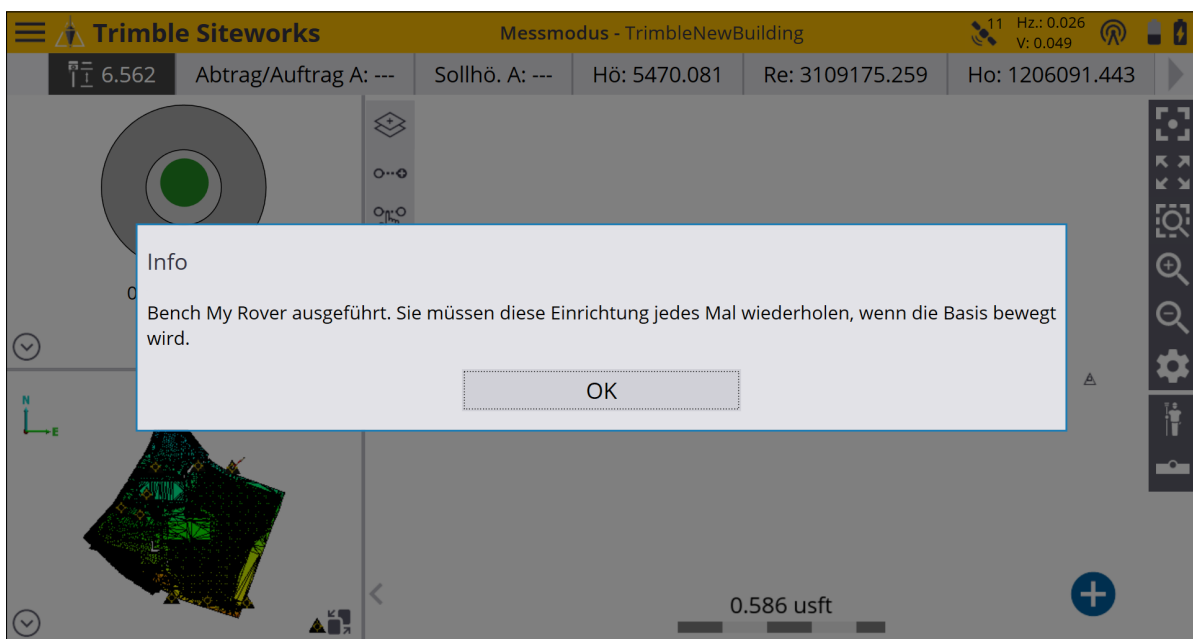 Trimble Siteworks
Messmodus - TrimbleNewBuilding
11
Hz.: 0.026
V: 0.049
6.562
Abtrag/Auftrag A: ---
Sollhö. A: ---
Hö: 5470.081
Re: 3109175.259
Ho: 1206091.443
Info
0
Bench My Rover ausgeführt. Sie müssen diese Einrichtung jedes Mal wiederholen, wenn die Basis bewegt
wird.
OK
N
E
0.586 usft